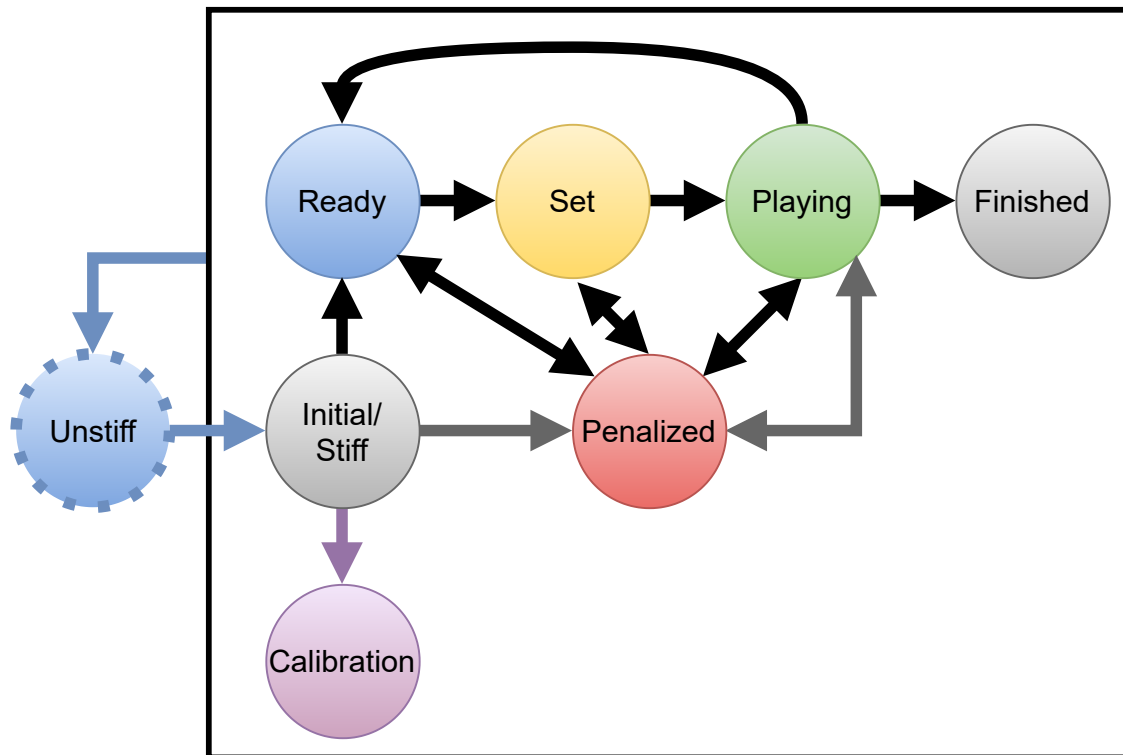 Ready
Set
Playing
Finished
Unstiff
Initial/
Stiff
Penalized
Calibration